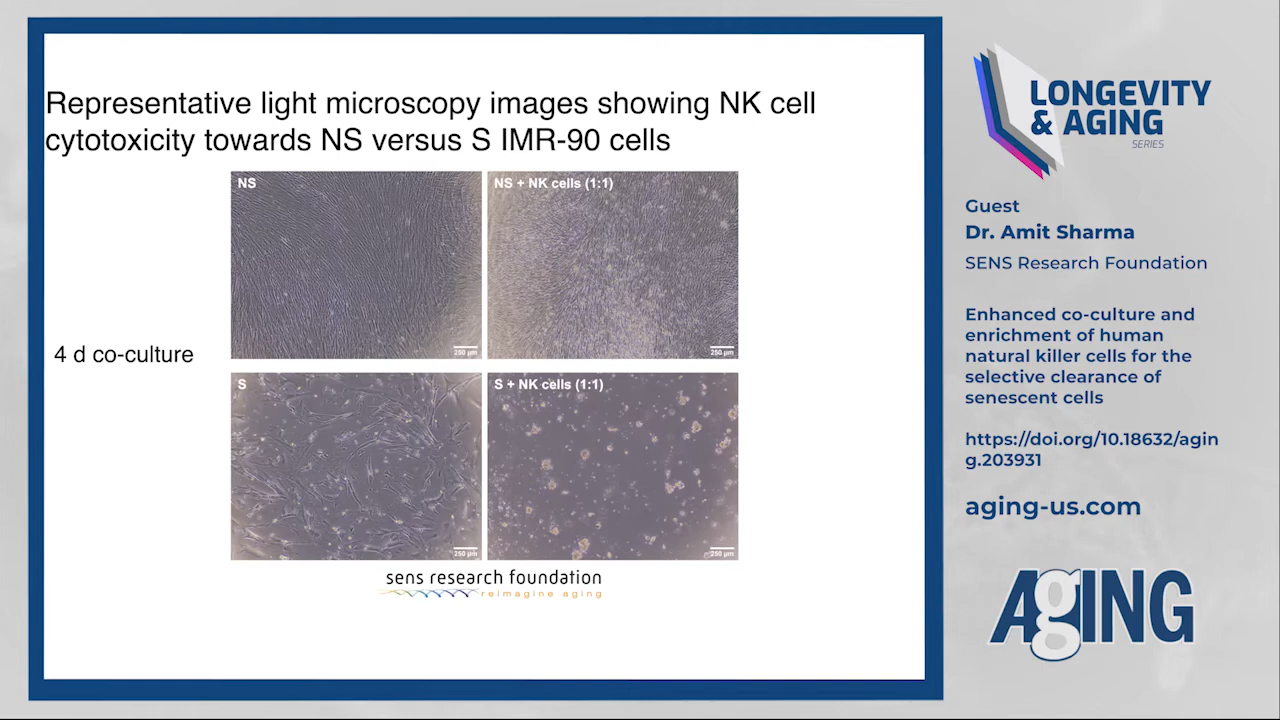 Representative light microscopy images showing NK cell
cytotoxicity towards NS versus S IMR-90 cells
NS
NS + NK cells (1:1)
250 µm
250 µm
4 d co-culture
S
S + NK cells (1:1)
250 µm
250 µm
sens research foundation
reimagine aging
LONGEVITY
& AGING
SERIES
Guest
Dr. Amit Sharma
SENS Research Foundation
Enhanced co-culture and
enrichment of human
natural killer cells for the
selective clearance of
senescent cells
https://doi.org/10.18632/agin
g.203931
aging-us.com
AgING